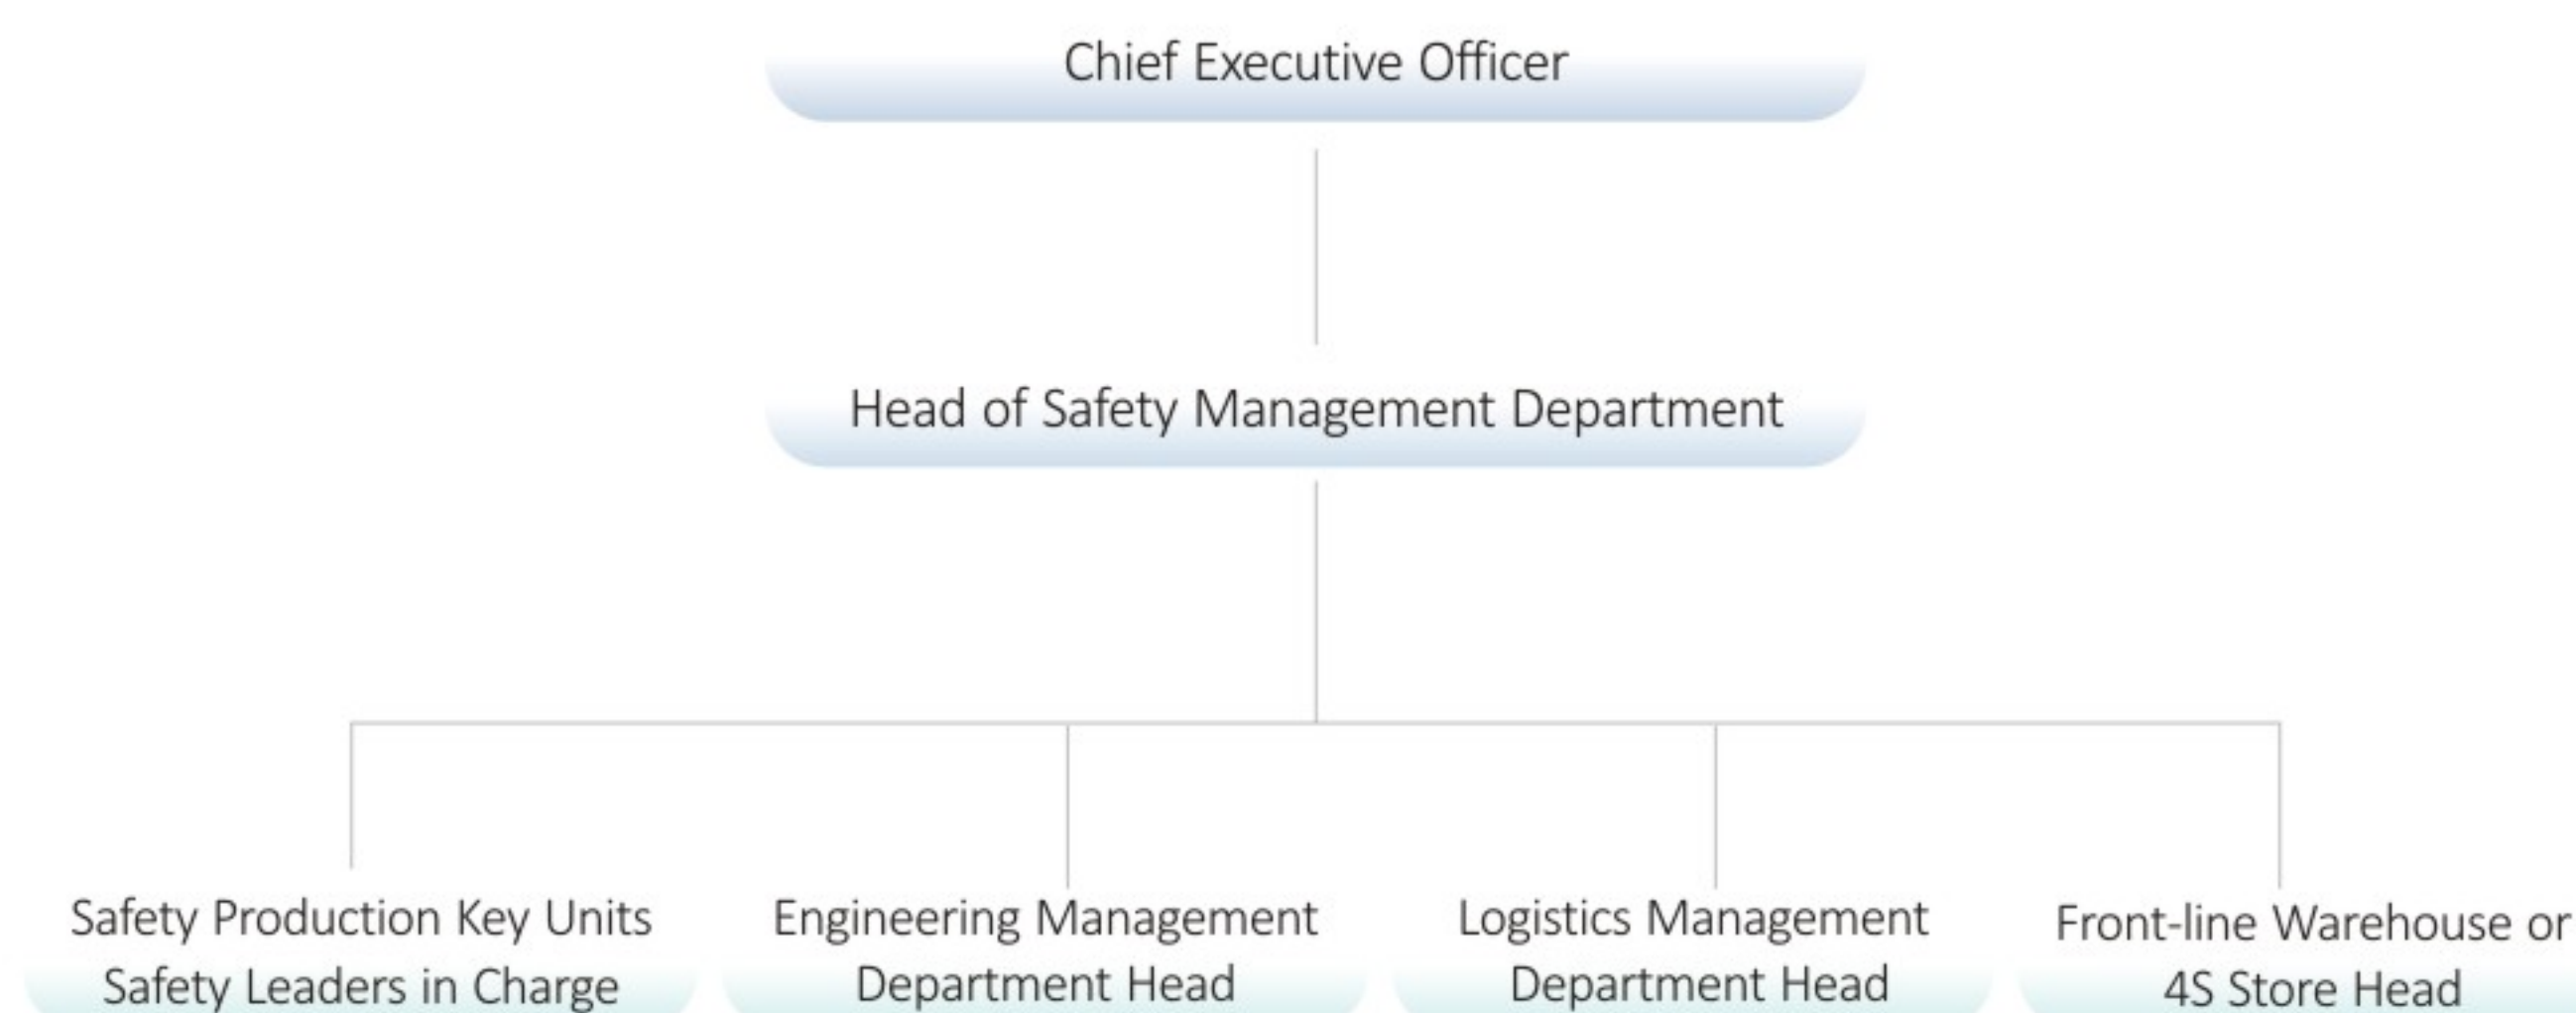 Chief Executive Officer
Head of Safety Management Department
Safety Production Key Units
Safety Leaders in Charge
Engineering Management
Department Head
Logistics Management
Department Head
Front-line Warehouse or
4S Store Head